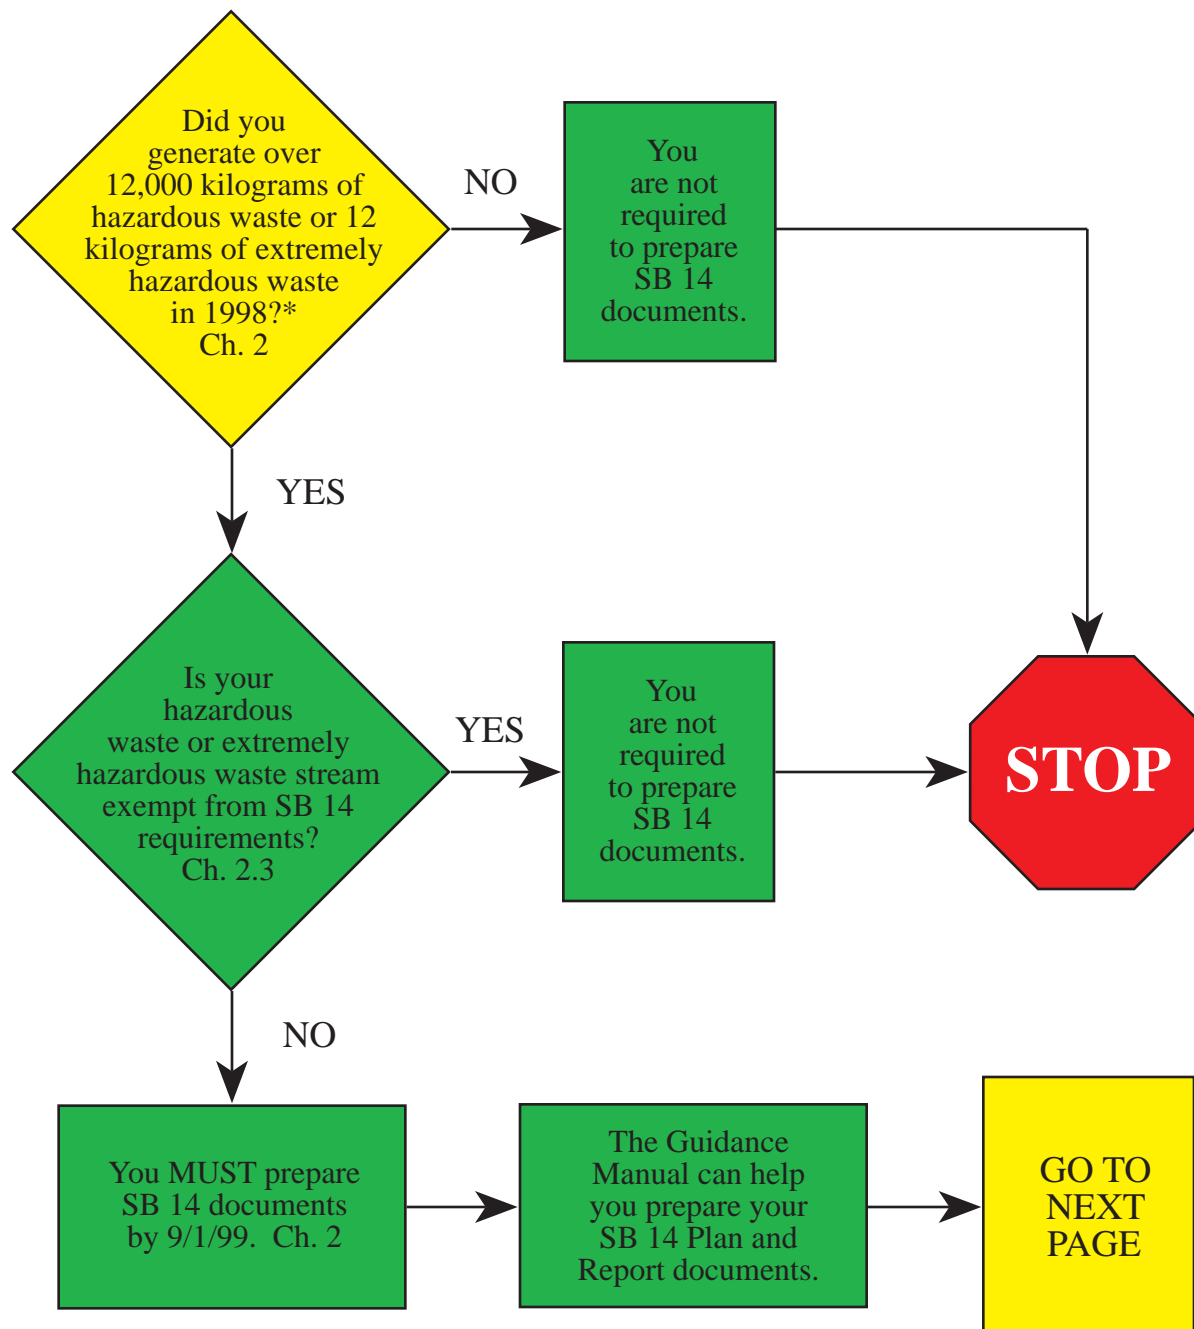 Did you
generate over
12,000 kilograms of
hazardous waste or 12
kilograms of extremely
hazardous waste
in 1998?*
Ch. 2
NO
You
are not
required
to prepare
SB 14
documents.
YES
Is your
hazardous
waste or extremely
hazardous waste stream
exempt from SB 14
requirements?
Ch. 2.3
YES
You
are not
required
to prepare
SB 14
documents.
STOP
NO
You MUST prepare
SB 14 documents
by 9/1/99.  Ch. 2
The Guidance
Manual can help
you prepare your
SB 14 Plan and
Report documents.
GO TO
NEXT
PAGE